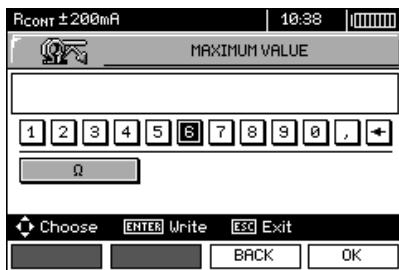 RCONT ±200mA 10:38
MAXIMUM VALUE
1 2 3 4 5 6 7 8 9 0 , ←
Ω
Choose ENTER Write ESC Exit
BACK OK